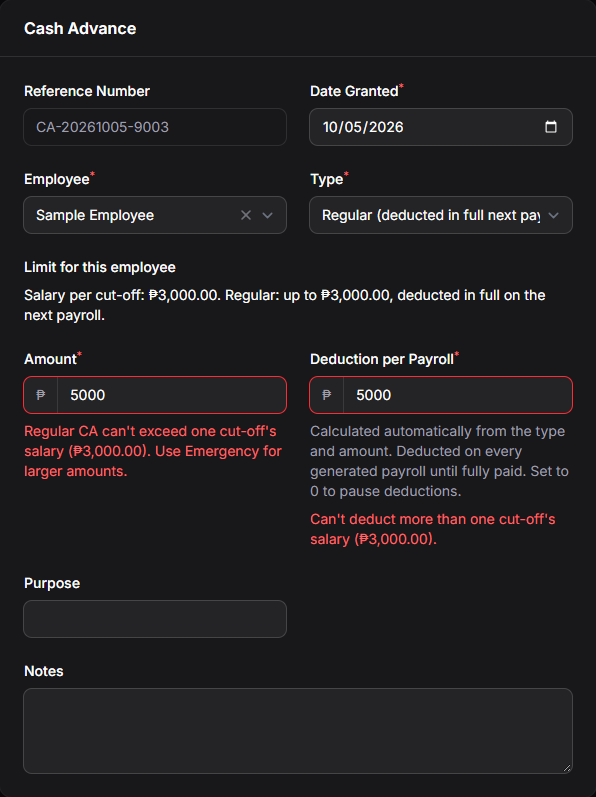 Cash Advance
Reference Number
Date Granted*
CA-20261005-9003
10/05/2026
Employee*
Type*
Sample Employee
Regular (deducted in full next pay
Limit for this employee
Salary per cut-off: ₱3,000.00. Regular: up to ₱3,000.00, deducted in full on the
next payroll.
Amount*
Deduction per Payroll*
₱ 5000
₱ 5000
Regular CA can't exceed one cut-off's
salary (₱3,000.00). Use Emergency for
larger amounts.
Calculated automatically from the type
and amount. Deducted on every
generated payroll until fully paid. Set to
0 to pause deductions.
Can't deduct more than one cut-off's
salary (₱3,000.00).
Purpose
Notes